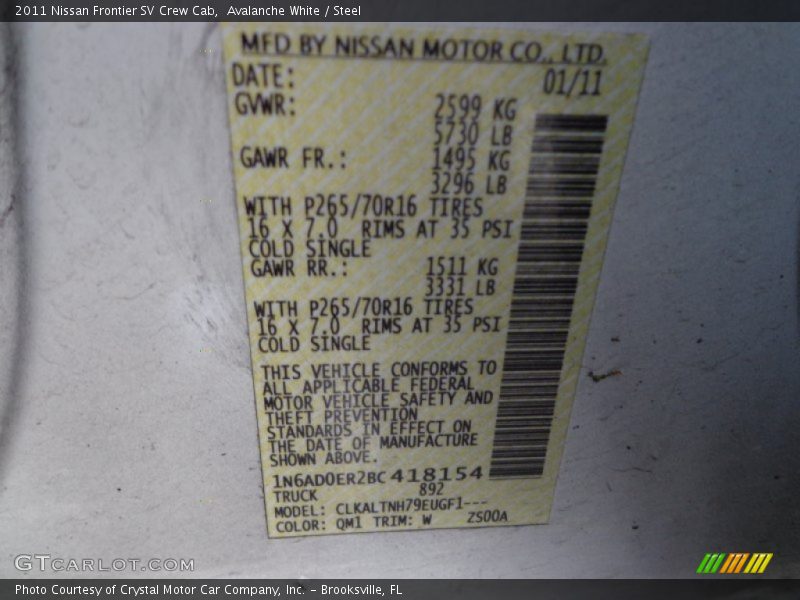 2011 Nissan Frontier SV Crew Cab,  Avalanche White / Steel
MFD BY NISSAN MOTOR CO., LTD.
DATE: 01/11
GVWR: 2599 KG
5730 LB
GAWR FR.: 1495 KG
3296 LB
WITH P265/70R16 TIRES
16 X 7.0 RIMS AT 35 PSI
COLD SINGLE
GAWR RR.: 1511 KG
3331 LB
WITH P265/70R16 TIRES
16 X 7.0 RIMS AT 35 PSI
COLD SINGLE
THIS VEHICLE CONFORMS TO
ALL APPLICABLE FEDERAL
MOTOR VEHICLE SAFETY AND
THEFT PREVENTION
STANDARDS IN EFFECT ON
THE DATE OF MANUFACTURE
SHOWN ABOVE.
1N6AD0ER2BC418154
TRUCK 892
MODEL: CLKALTNH79EUGF1---
COLOR: QM1 TRIM: W ZS00A
GTCARLOT.COM
Photo Courtesy of Crystal Motor Car Company, Inc. – Brooksville, FL